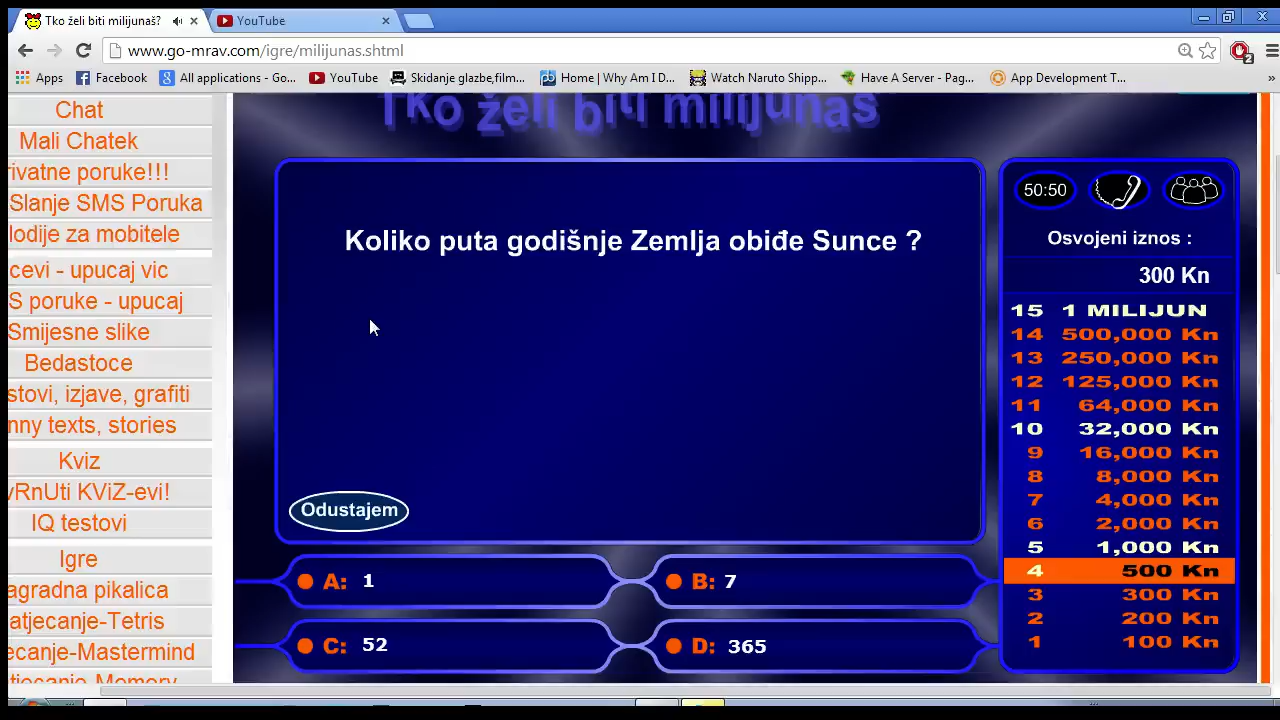 Tko želi biti milijunaš?
YouTube
www.go-mrav.com/igre/milijunas.shtml
2
Apps
Facebook
All applications - Go...
YouTube
Skidanje glazbe,film...
Home | Why Am I D...
Watch Naruto Shipp...
Have A Server - Pag...
App Development T...
»
Chat
Mali Chatek
rivatne poruke!!!
Slanje SMS Poruka
lodije za mobitele
cevi - upucaj vic
S poruke - upucaj
Smijesne slike
Bedastoce
stovi, izjave, grafiti
nny texts, stories
Kviz
vRnUti KViZ-evi!
IQ testovi
Igre
agradna pikalica
atjecanje-Tetris
ecanje-Mastermind
tjecanje-Memory
Tko želi biti milijunaš
Koliko puta godišnje Zemlja obiđe Sunce ?
Odustajem
A: 1
B: 7
C: 52
D: 365
50:50
Osvojeni iznos :
300 Kn
15 1 MILIJUN
14 500,000 Kn
13 250,000 Kn
12 125,000 Kn
11 64,000 Kn
10 32,000 Kn
9 16,000 Kn
8 8,000 Kn
7 4,000 Kn
6 2,000 Kn
5 1,000 Kn
4 500 Kn
3 300 Kn
2 200 Kn
1 100 Kn